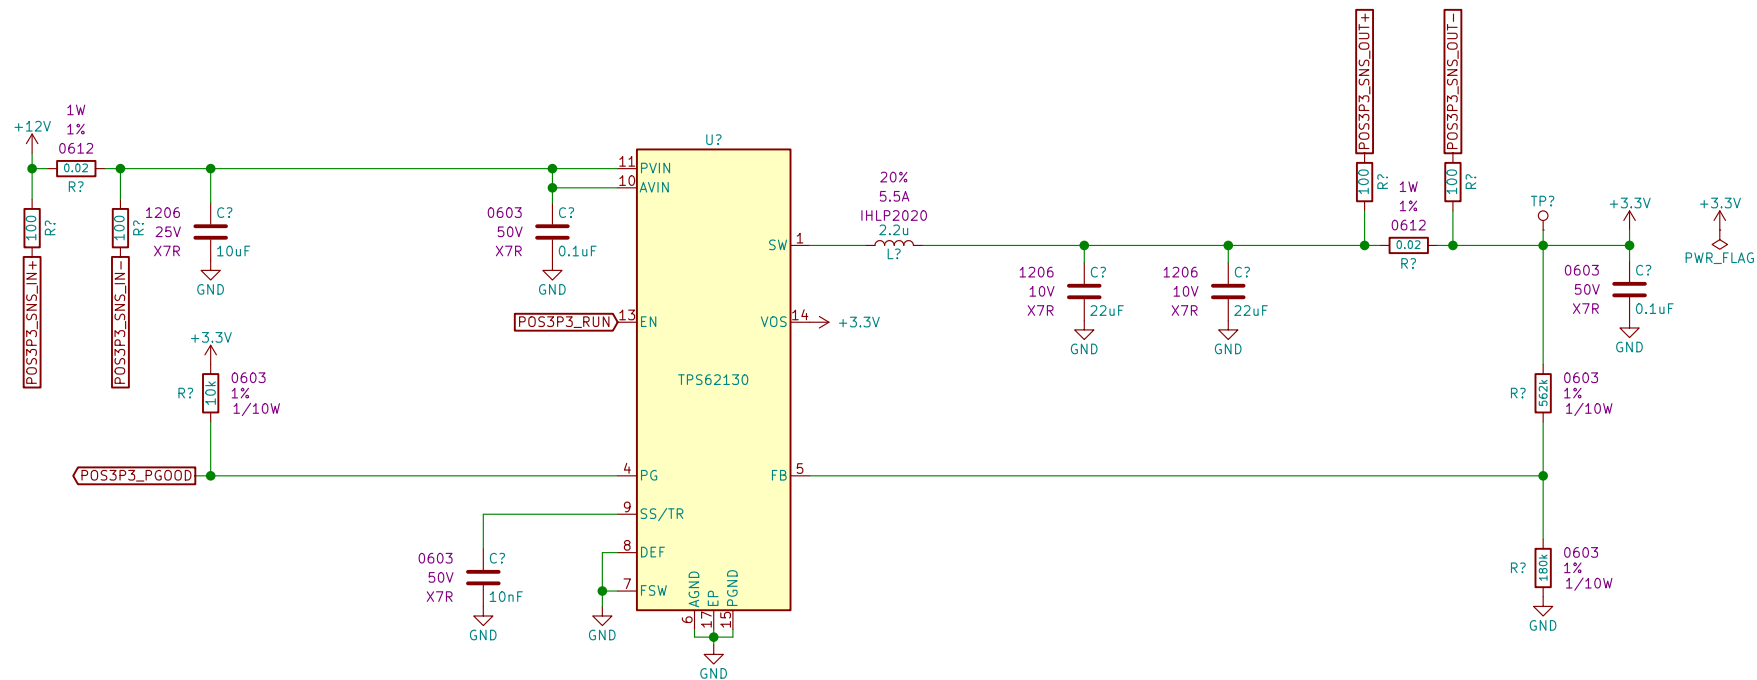 +12V
1W
1%
0612
0.02
R?
100
R?
POS3P3_SNS_IN+
100
R?
POS3P3_SNS_IN-
1206
25V
X7R
C?
10uF
GND
0603
50V
X7R
C?
0.1uF
GND
+3.3V
R?
10k
0603
1%
1/10W
POS3P3_PGOOD
POS3P3_RUN
0603
50V
X7R
C?
10nF
GND
GND
U?
11
PVIN
10
AVIN
13
EN
4
PG
9
SS/TR
8
DEF
7
FSW
TPS62130
SW
1
VOS
14
+3.3V
FB
5
AGND
EP
PGND
6
17
15
GND
20%
5.5A
IHLP2020
2.2u
L?
1206
10V
X7R
C?
22uF
GND
1206
10V
X7R
C?
22uF
GND
POS3P3_SNS_OUT+
100
R?
POS3P3_SNS_OUT-
100
R?
1W
1%
0612
0.02
R?
TP?
+3.3V
0603
50V
X7R
C?
0.1uF
GND
+3.3V
PWR_FLAG
R?
562k
0603
1%
1/10W
R?
180k
0603
1%
1/10W
GND